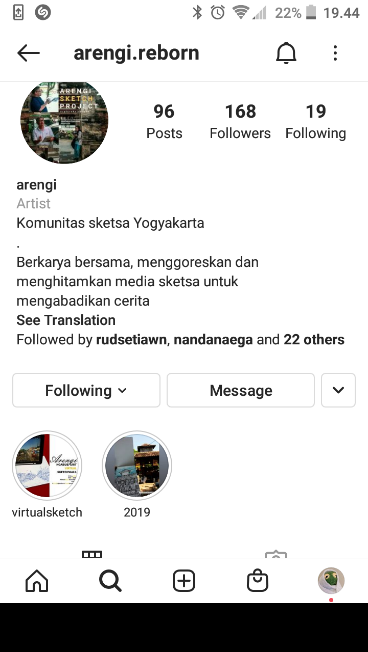 22% 19.44
arengi.reborn
ARENGI
SKETCH
PROJECT
96 168 19
Posts Followers Following
arengi
Artist
Komunitas sketsa Yogyakarta
.
Berkarya bersama, menggoreskan dan
menghitamkan media sketsa untuk
mengabadikan cerita
See Translation
Followed by rudsetiawn, nandanaega and 22 others
Following Message
Arengi
virtualsketch 2019